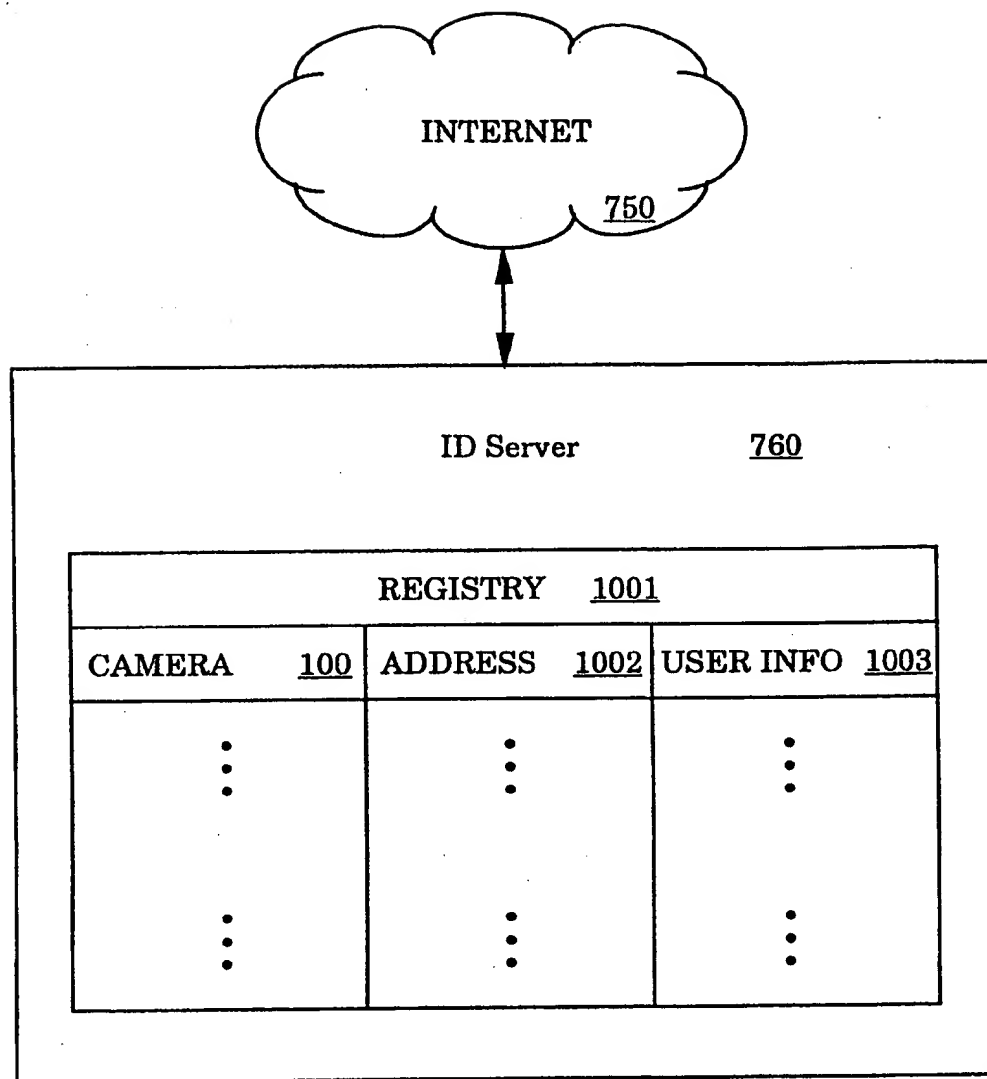 INTERNET
750
ID Server 760
REGISTRY 1001
CAMERA 100 ADDRESS 1002 USER INFO 1003